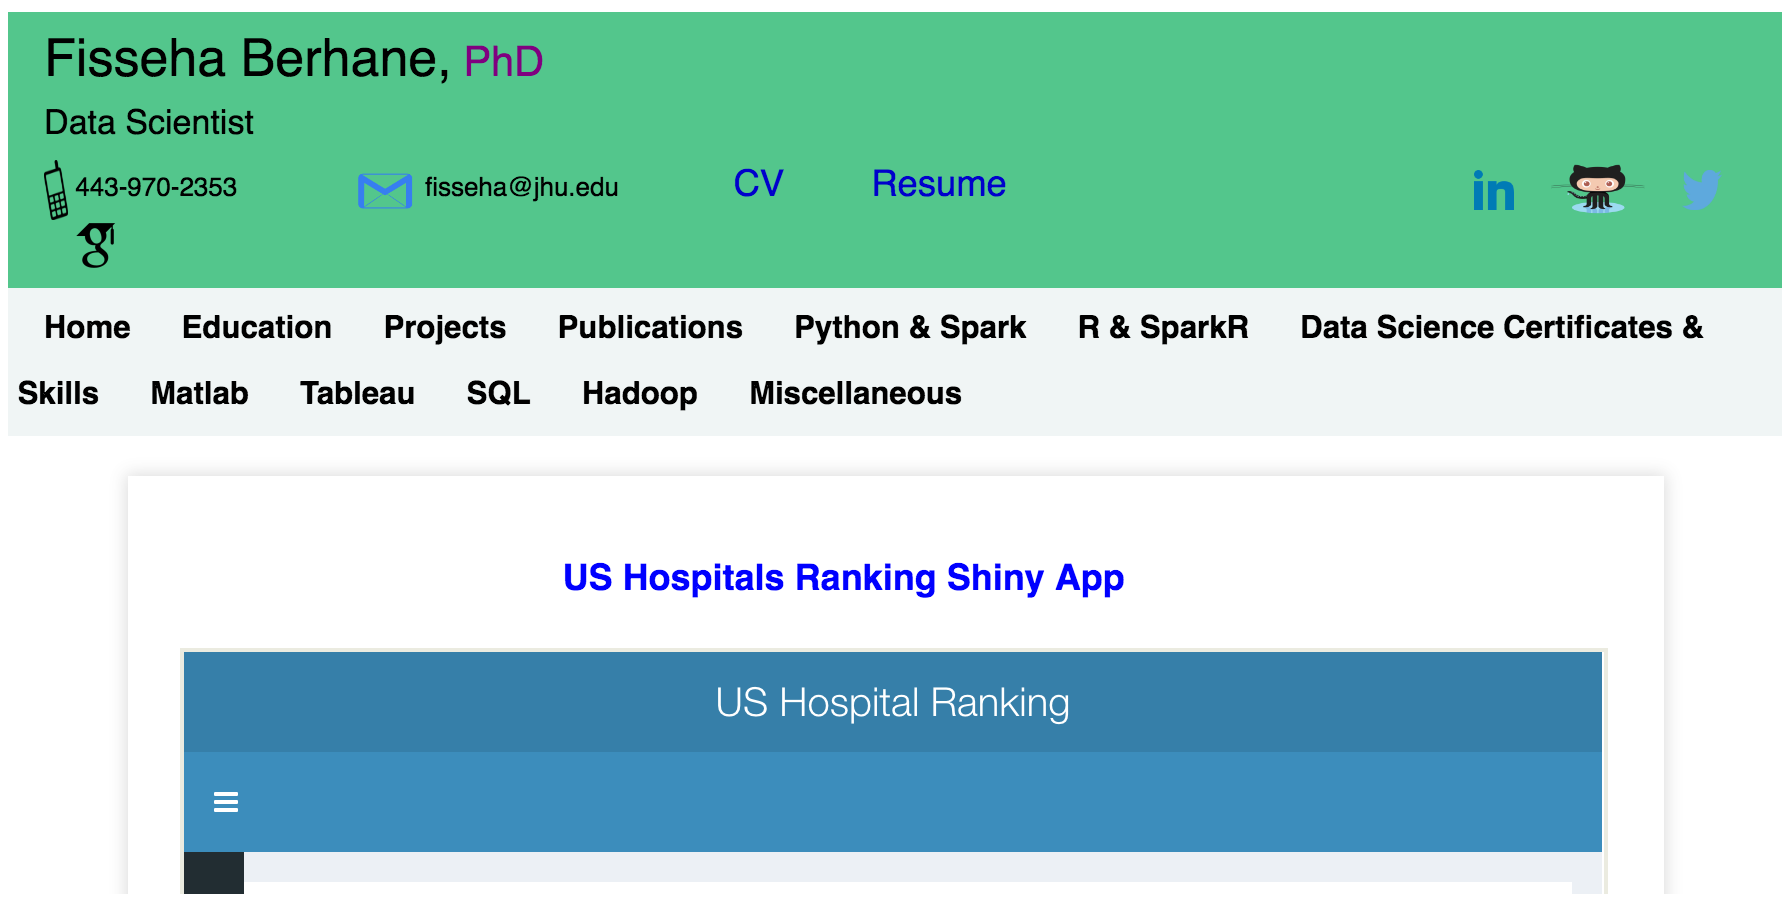 Fisseha Berhane, PhD
Data Scientist
443-970-2353 fisseha@jhu.edu CV Resume in
g
Home Education Projects Publications Python & Spark R & SparkR Data Science Certificates &
Skills Matlab Tableau SQL Hadoop Miscellaneous
US Hospitals Ranking Shiny App
US Hospital Ranking